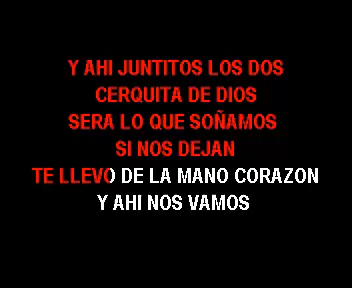 Y AHI JUNTITOS LOS DOS
CERQUITA DE DIOS
SERA LO QUE SOÑAMOS
SI NOS DEJAN
TE LLEVO DE LA MANO CORAZON
Y AHI NOS VAMOS